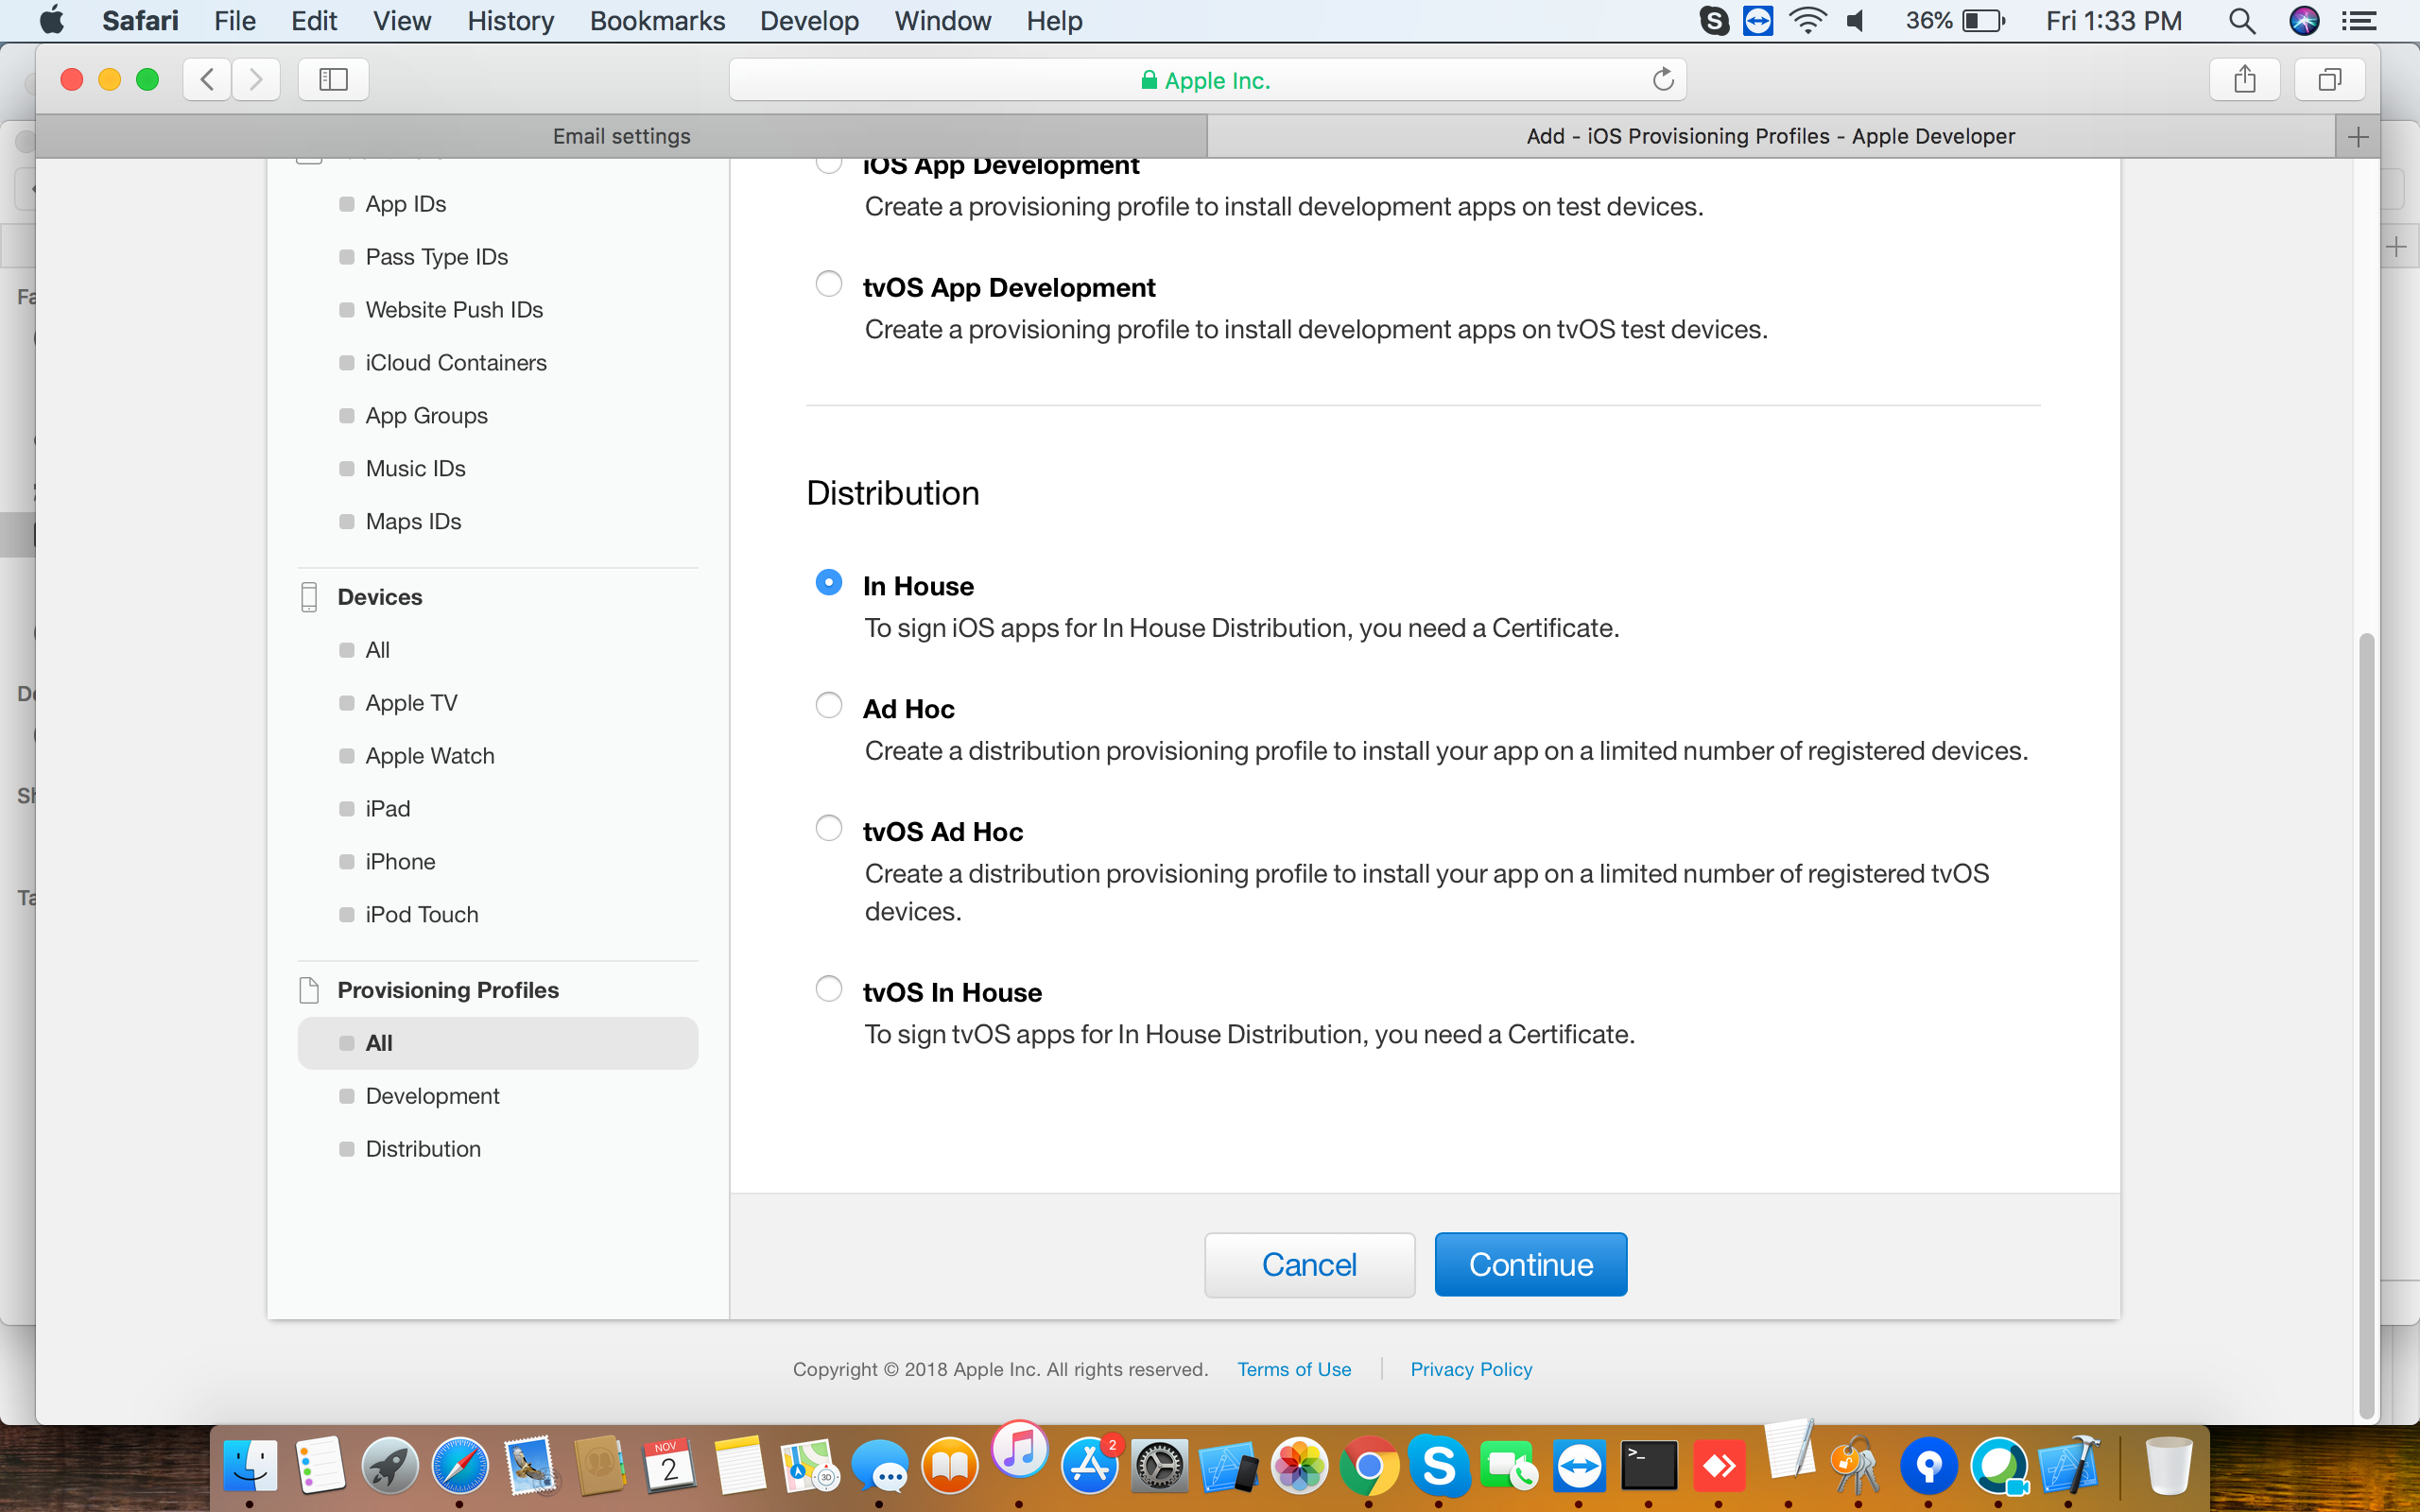 Safari File Edit View History Bookmarks Develop Window Help 36% Fri 1:33 PM
Apple Inc.
Email settings
Add - iOS Provisioning Profiles - Apple Developer
App IDs
Pass Type IDs
Website Push IDs
iCloud Containers
App Groups
Music IDs
Maps IDs
Devices
All
Apple TV
Apple Watch
iPad
iPhone
iPod Touch
Provisioning Profiles
All
Development
Distribution
iOS App Development
Create a provisioning profile to install development apps on test devices.
tvOS App Development
Create a provisioning profile to install development apps on tvOS test devices.
Distribution
In House
To sign iOS apps for In House Distribution, you need a Certificate.
Ad Hoc
Create a distribution provisioning profile to install your app on a limited number of registered devices.
tvOS Ad Hoc
Create a distribution provisioning profile to install your app on a limited number of registered tvOS
devices.
tvOS In House
To sign tvOS apps for In House Distribution, you need a Certificate.
Cancel Continue
Copyright © 2018 Apple Inc. All rights reserved. Terms of Use Privacy Policy
NOV
2
3D
2